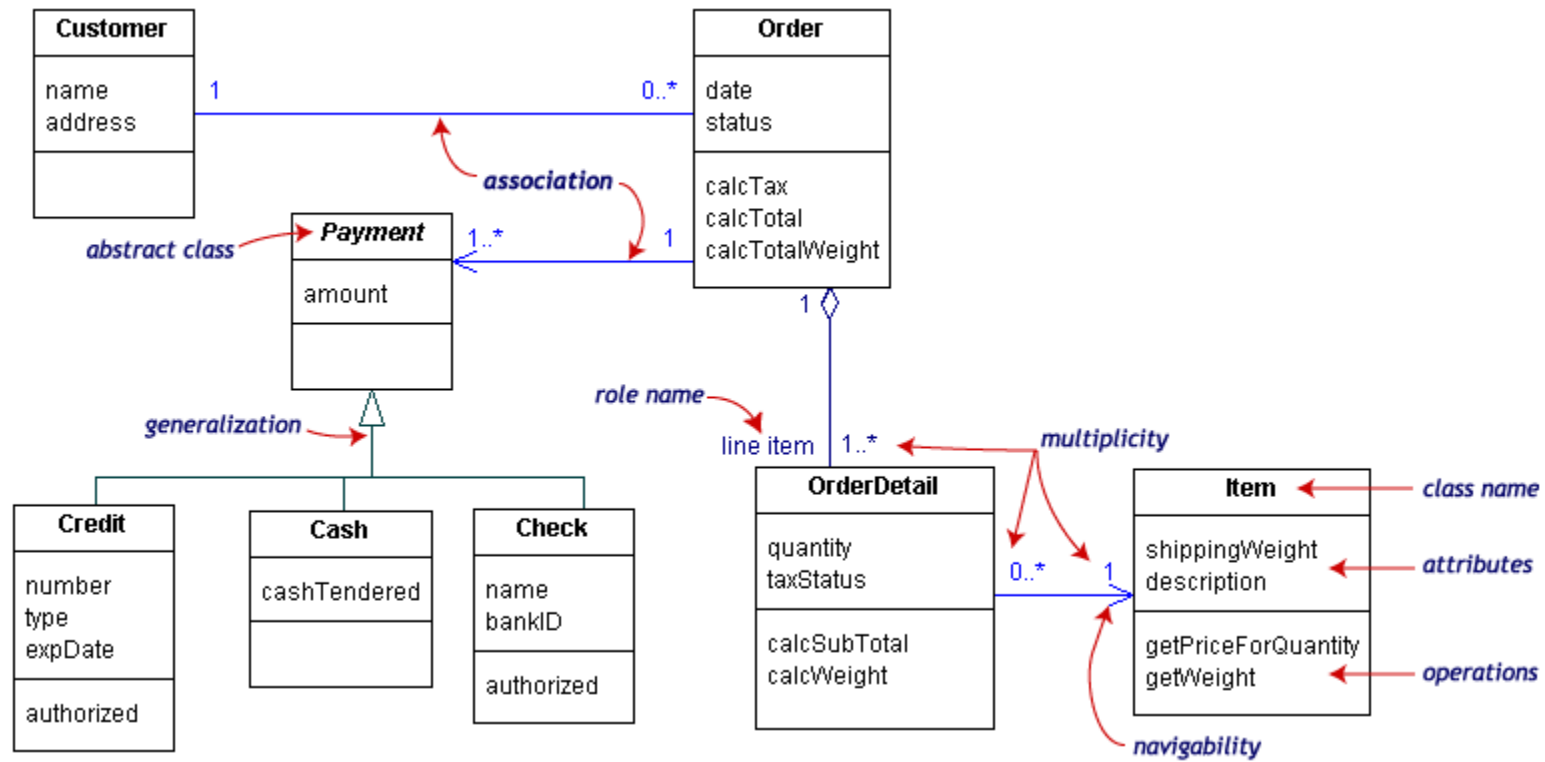 Customer
name
address
1
0..*
Order
date
status
calcTax
calcTotal
calcTotalWeight
association
abstract class
Payment
amount
1..*
1
1
generalization
role name
line item
1..*
multiplicity
Credit
number
type
expDate
authorized
Cash
cashTendered
Check
name
bankID
authorized
OrderDetail
quantity
taxStatus
calcSubTotal
calcWeight
0..*
1
Item
shippingWeight
description
getPriceForQuantity
getWeight
class name
attributes
operations
navigability